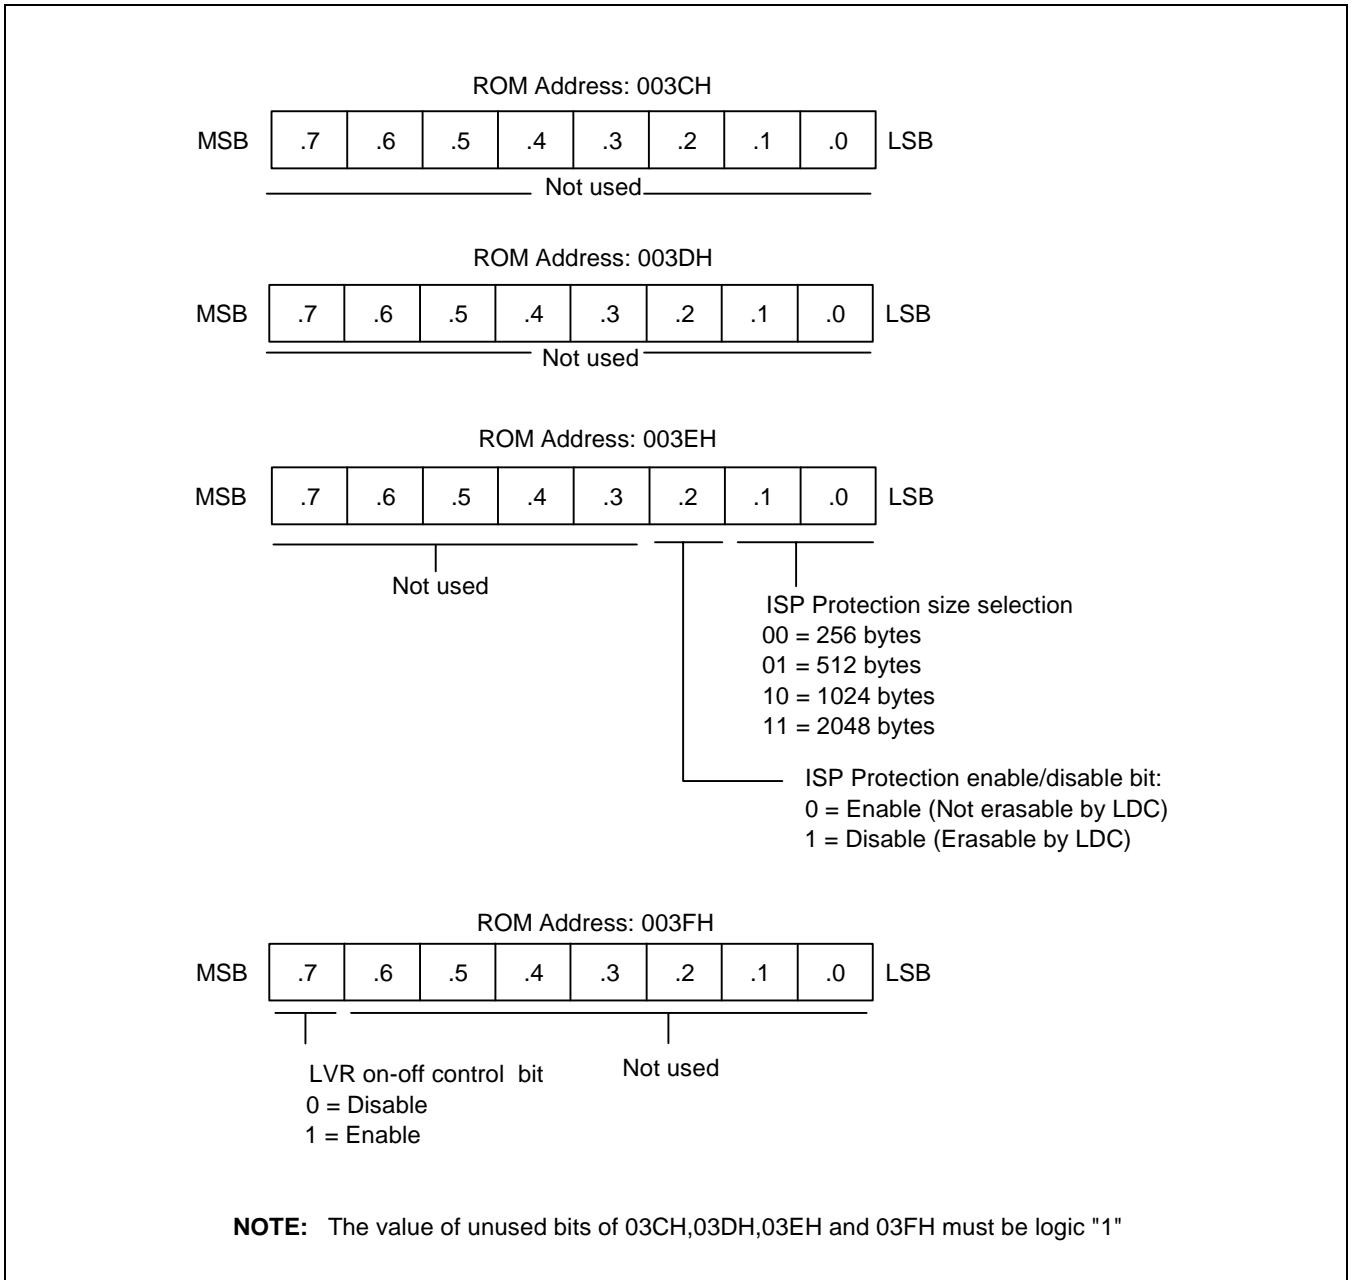 ROM Address: 003CH
MSB .7 .6 .5 .4 .3 .2 .1 .0 LSB
Not used
ROM Address: 003DH
MSB .7 .6 .5 .4 .3 .2 .1 .0 LSB
Not used
ROM Address: 003EH
MSB .7 .6 .5 .4 .3 .2 .1 .0 LSB
Not used
ISP Protection size selection
00 = 256 bytes
01 = 512 bytes
10 = 1024 bytes
11 = 2048 bytes
ISP Protection enable/disable bit:
0 = Enable (Not erasable by LDC)
1 = Disable (Erasable by LDC)
ROM Address: 003FH
MSB .7 .6 .5 .4 .3 .2 .1 .0 LSB
LVR on-off control bit
0 = Disable
1 = Enable
Not used
NOTE: The value of unused bits of 03CH,03DH,03EH and 03FH must be logic "1"